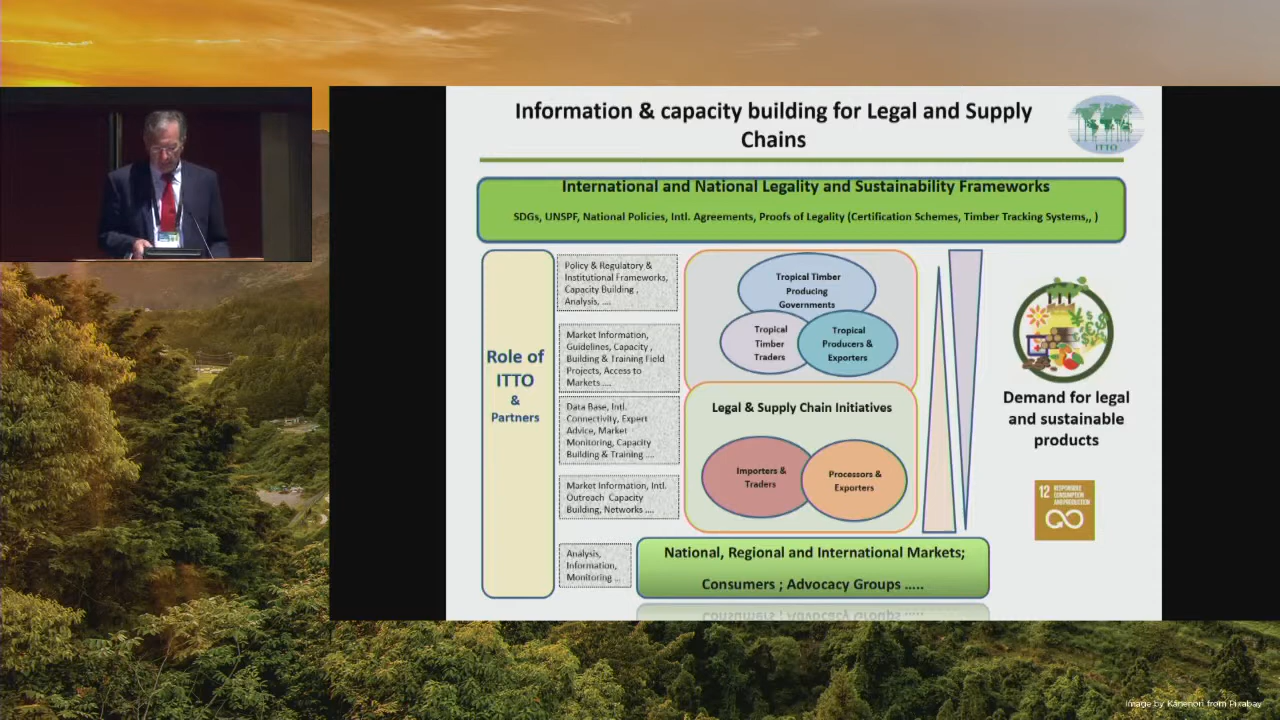 Information & capacity building for Legal and Supply
Chains
ITTO
International and National Legality and Sustainability Frameworks
SDGs, UNSPF, National Policies, Intl. Agreements, Proofs of Legality (Certification Schemes, Timber Tracking Systems,, )
Role of
ITTO
&
Partners
Policy & Regulatory &
Institutional Frameworks,
Capacity Building ,
Analysis, ....
Market Information,
Guidelines, Capacity ,
Building & Training Field
Projects, Access to
Markets ....
Data Base, Intl.
Connectivity, Expert
Advice, Market
Monitoring, Capacity
Building & Training ....
Market Information, Intl.
Outreach Capacity
Building, Networks ....
Analysis,
Information,
Monitoring ...
Tropical Timber
Producing
Governments
Tropical
Timber
Traders
Tropical
Producers &
Exporters
Legal & Supply Chain Initiatives
Importers &
Traders
Processors &
Exporters
National, Regional and International Markets;
Consumers ; Advocacy Groups .....
Demand for legal
and sustainable
products
12 RESPONSIBLE
CONSUMPTION
AND PRODUCTION
Image by Kanenori from Pixabay